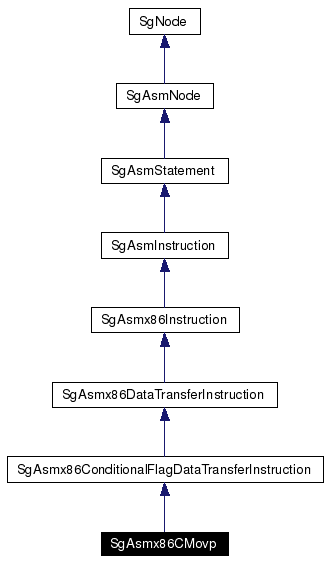 SgNode
SgAsmNode
SgAsmStatement
SgAsmInstruction
SgAsmx86Instruction
SgAsmx86DataTransferInstruction
SgAsmx86ConditionalFlagDataTransferInstruction
SgAsmx86CMovp